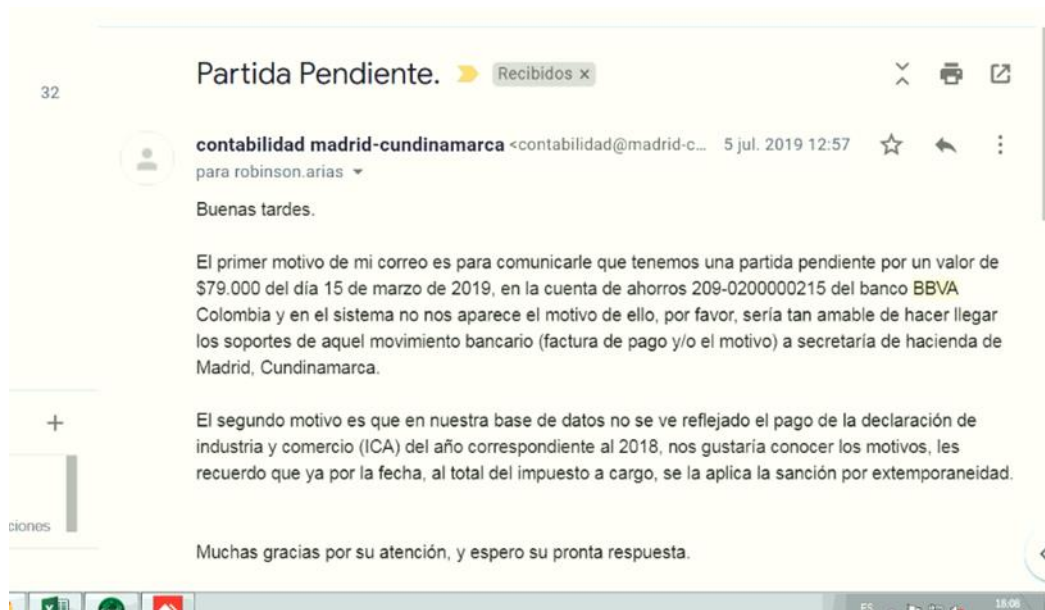 Partida Pendiente. Recibidos ×
32
contabilidad madrid-cundinamarca <contabilidad@madrid-c... 5 jul. 2019 12:57
para robinson.arias
Buenas tardes.
El primer motivo de mi correo es para comunicarle que tenemos una partida pendiente por un valor de
$79.000 del día 15 de marzo de 2019, en la cuenta de ahorros 209-0200000215 del banco BBVA
Colombia y en el sistema no nos aparece el motivo de ello, por favor, sería tan amable de hacer llegar
los soportes de aquel movimiento bancario (factura de pago y/o el motivo) a secretaría de hacienda de
Madrid, Cundinamarca.
El segundo motivo es que en nuestra base de datos no se ve reflejado el pago de la declaración de
industria y comercio (ICA) del año correspondiente al 2018, nos gustaría conocer los motivos, les
recuerdo que ya por la fecha, al total del impuesto a cargo, se la aplica la sanción por extemporaneidad.
ciones
Muchas gracias por su atención, y espero su pronta respuesta.
ES
18:06